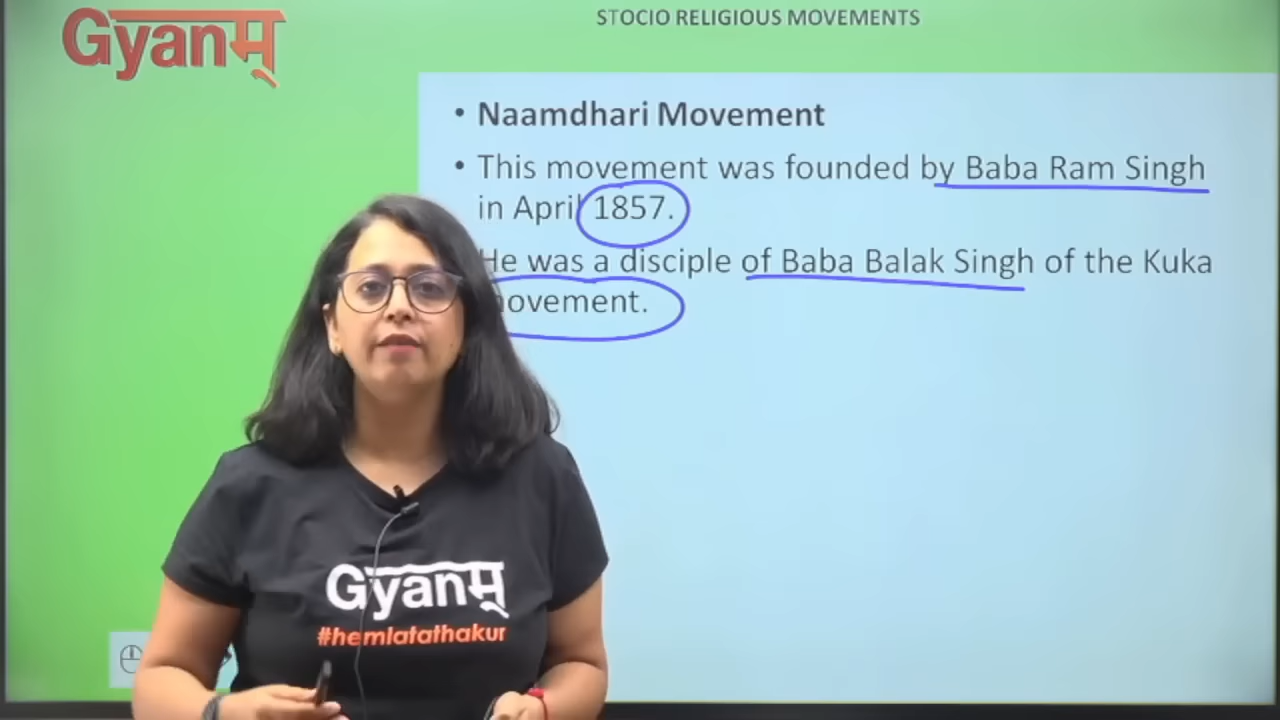 Gyanम्
STOCIO RELIGIOUS MOVEMENTS
• Naamdhari Movement
• This movement was founded by Baba Ram Singh
in April 1857.
He was a disciple of Baba Balak Singh of the Kuka
movement.
Gyanम्
#hemlatathakur